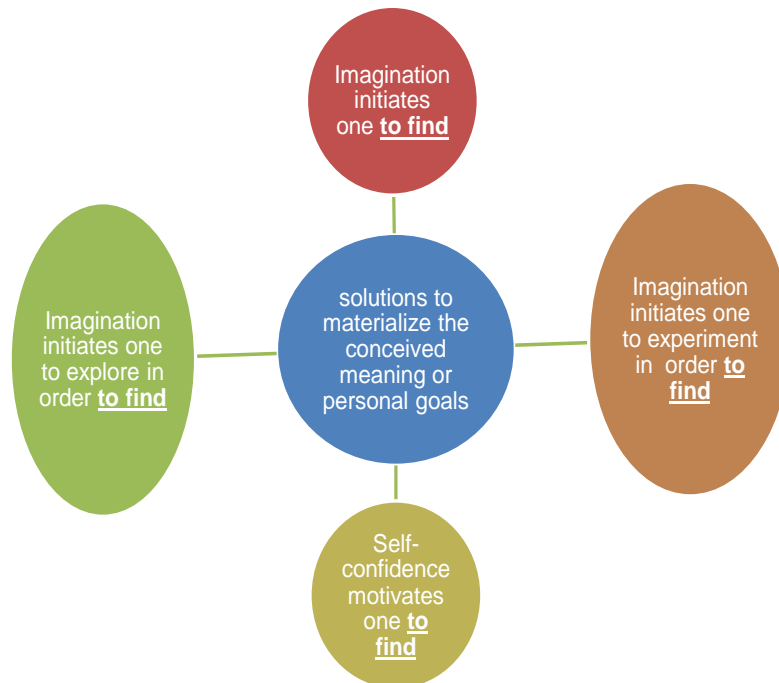 Imagination
initiates
one to find
Imagination
initiates one
to explore in
order to find
solutions to
materialize the
conceived
meaning or
personal goals
Imagination
initiates one
to experiment
in order to
find
Self-
confidence
motivates
one to
find